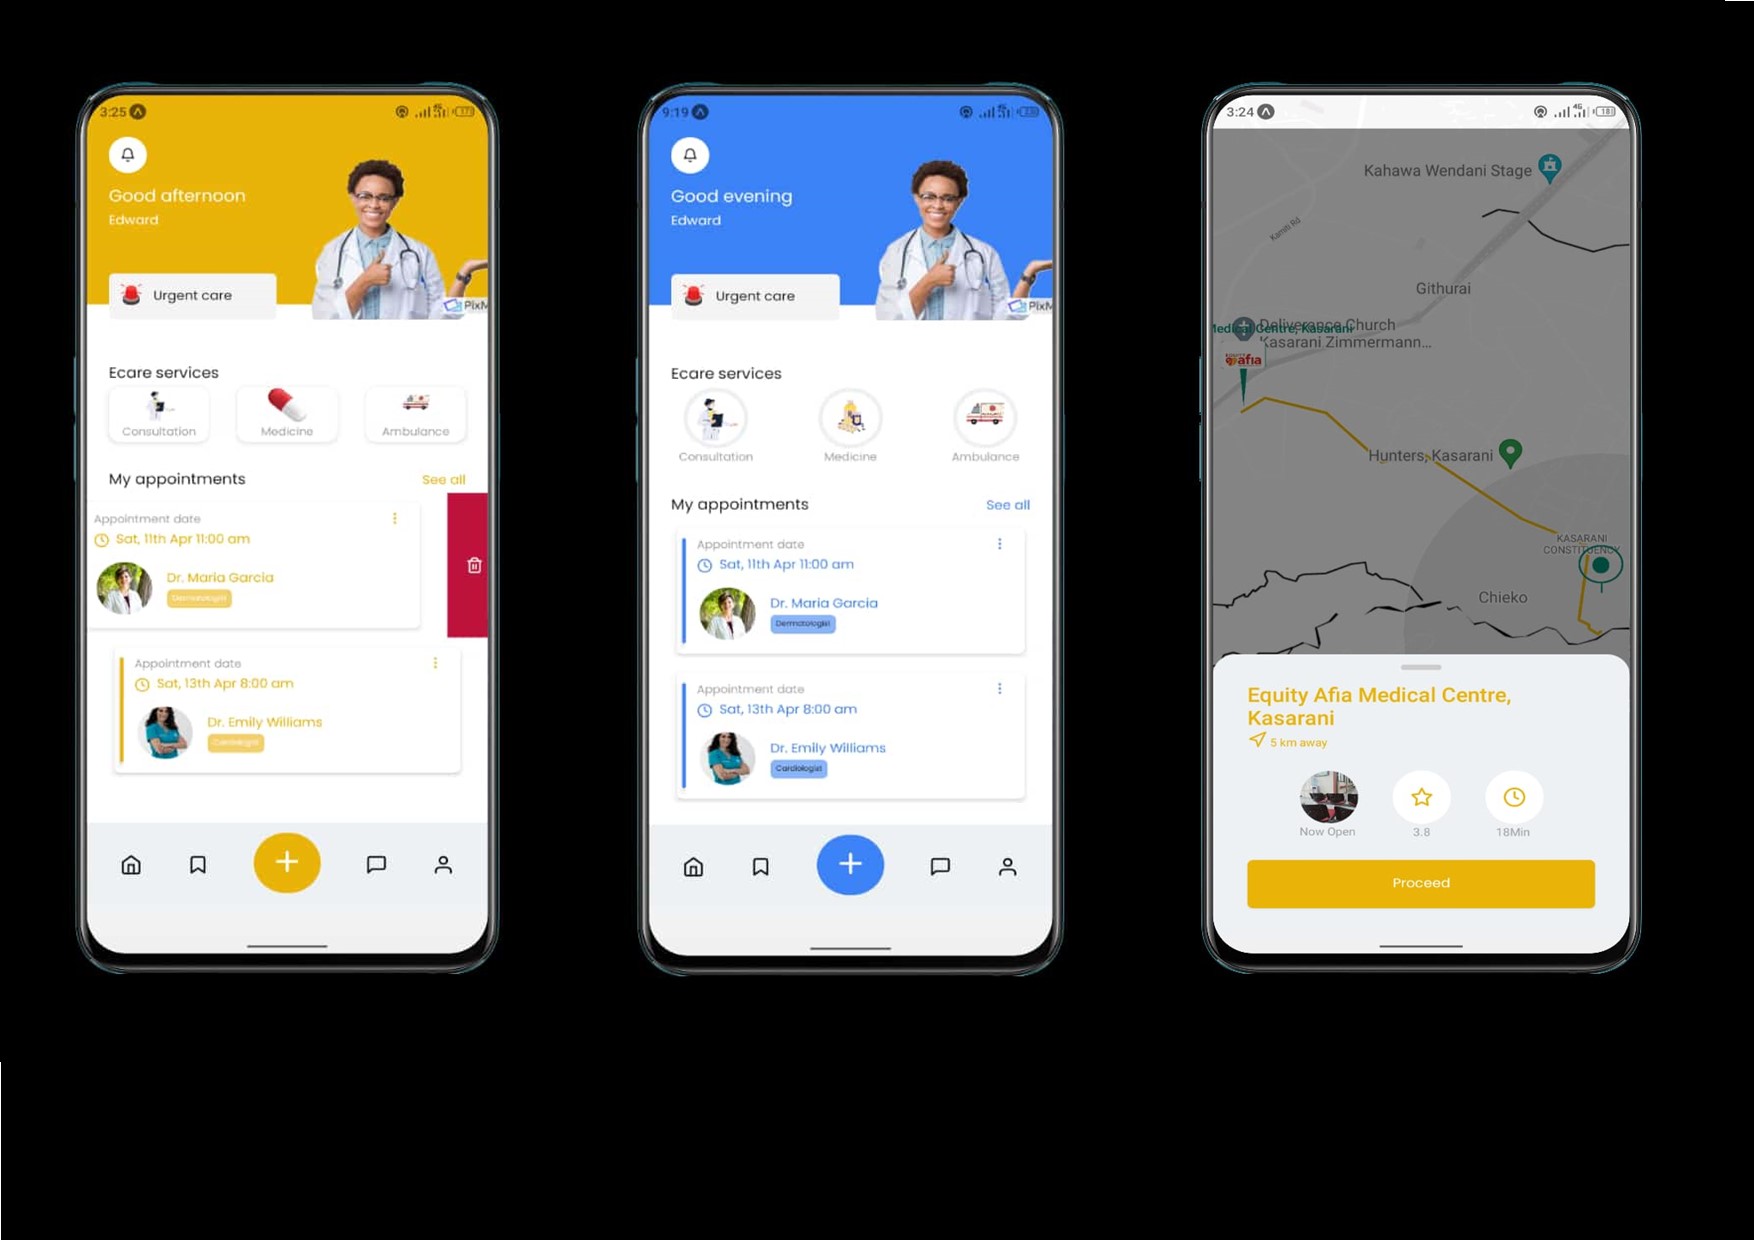 3:25
Good afternoon
Edward
Urgent care
PixM
Ecare services
Consultation
Medicine
Ambulance
My appointments
See all
Appointment date
Sat, 11th Apr 11:00 am
Dr. Maria Garcia
Dermatologist
Appointment date
Sat, 13th Apr 8:00 am
Dr. Emily Williams
Cardiologist
9:19
Good evening
Edward
Urgent care
PixM
Ecare services
Consultation
Medicine
Ambulance
My appointments
See all
Appointment date
Sat, 11th Apr 11:00 am
Dr. Maria Garcia
Dermatologist
Appointment date
Sat, 13th Apr 8:00 am
Dr. Emily Williams
Cardiologist
3:24
4G
Kahawa Wendani Stage
Kamiti Rd
Githurai
Deliverance Church
Medical Centre, Kasarani
Kasarani Zimmermann...
afia
Hunters, Kasarani
KASARANI
CONSTITUENCY
Chieko
Equity Afia Medical Centre,
Kasarani
5 km away
Now Open
3.8
18Min
Proceed